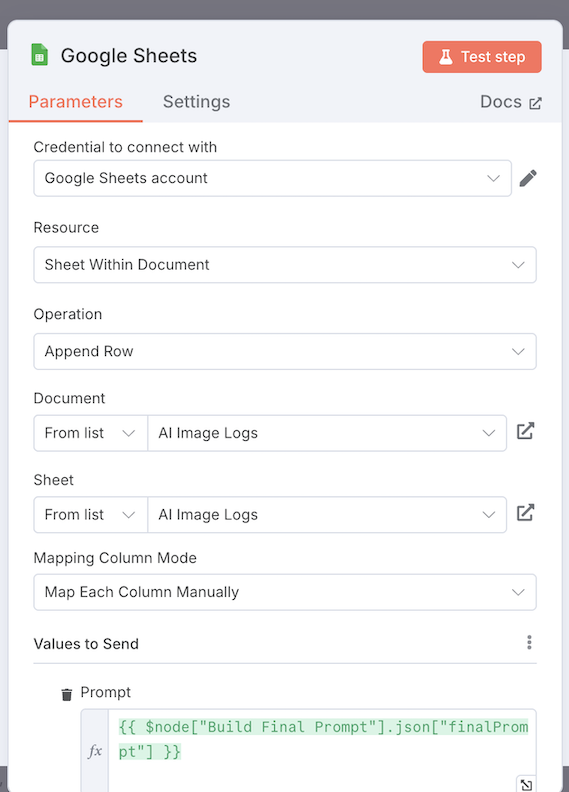 Google Sheets
Test step
Parameters
Settings
Docs
Credential to connect with
Google Sheets account
Resource
Sheet Within Document
Operation
Append Row
Document
From list
AI Image Logs
Sheet
From list
AI Image Logs
Mapping Column Mode
Map Each Column Manually
Values to Send
Prompt
fx
{{ $node["Build Final Prompt"].json["finalProm
pt"] }}